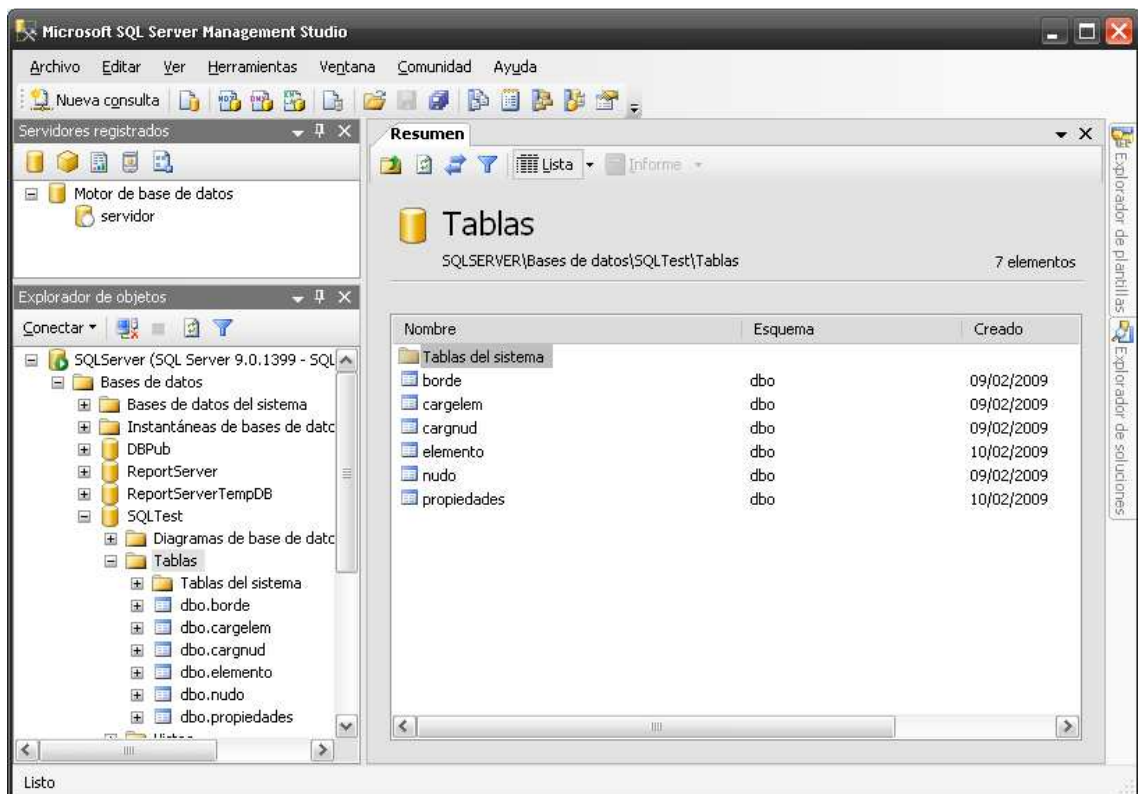 Microsoft SQL Server Management Studio
Archivo Editar Ver Herramientas Ventana Comunidad Ayuda
Nueva consulta
Servidores registrados
Motor de base de datos
servidor
Explorador de objetos
Conectar
SQLServer (SQL Server 9.0.1399 - SQL
Bases de datos
Bases de datos del sistema
Instantáneas de bases de datc
DBPub
ReportServer
ReportServerTempDB
SQLTest
Diagramas de base de datc
Tablas
Tablas del sistema
dbo.borde
dbo.cargelem
dbo.cargnud
dbo.elemento
dbo.nudo
dbo.propiedades
Resumen
Lista Informe
Tablas
SQLSERVER\Bases de datos\SQLTest\Tablas 7 elementos
Nombre Esquema Creado
Tablas del sistema
borde dbo 09/02/2009
cargelem dbo 09/02/2009
cargnud dbo 09/02/2009
elemento dbo 10/02/2009
nudo dbo 09/02/2009
propiedades dbo 10/02/2009
Explorador de plantillas
Explorador de soluciones
Listo